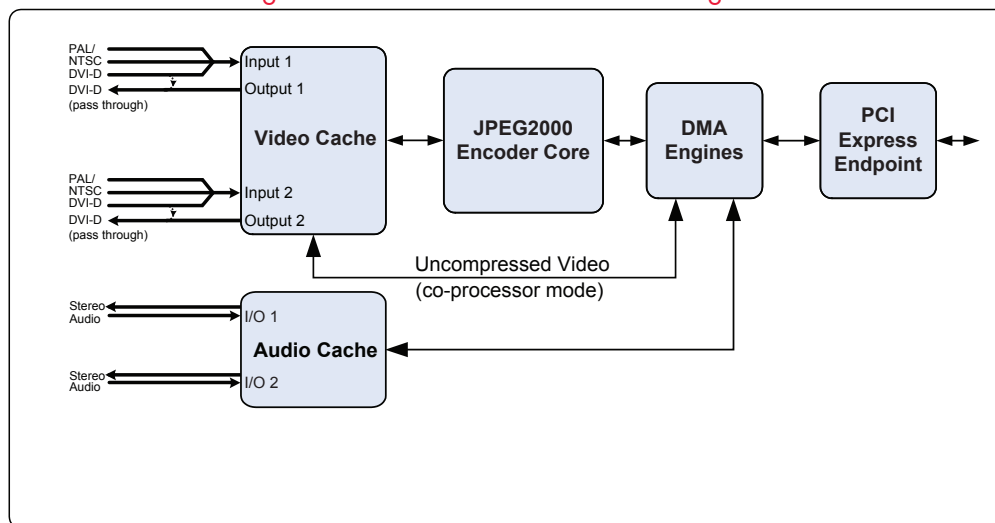 PAL/
NTSC
DVI-D
DVI-D
(pass through)
Input 1
Output 1
Video Cache
PAL/
NTSC
DVI-D
DVI-D
(pass through)
Input 2
Output 2
JPEG2000
Encoder Core
DMA
Engines
PCI
Express
Endpoint
Uncompressed Video
(co-processor mode)
Stereo
Audio
I/O 1
Audio Cache
Stereo
Audio
I/O 2